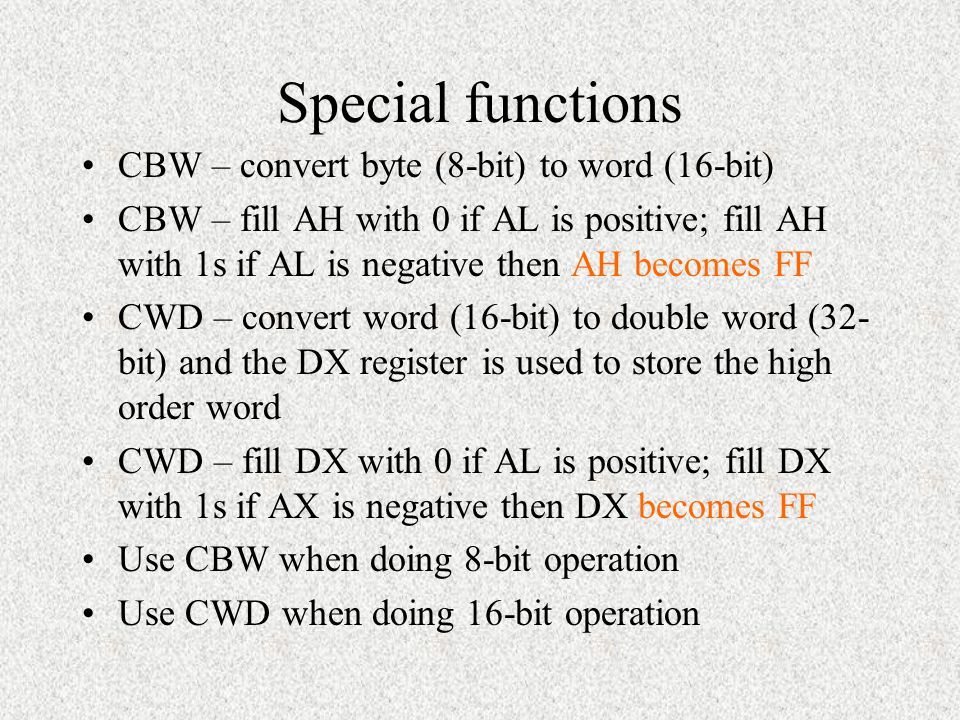 Special functions
• CBW – convert byte (8-bit) to word (16-bit)
• CBW – fill AH with 0 if AL is positive; fill AH
with 1s if AL is negative then AH becomes FF
• CWD – convert word (16-bit) to double word (32-
bit) and the DX register is used to store the high
order word
• CWD – fill DX with 0 if AL is positive; fill DX
with 1s if AX is negative then DX becomes FF
• Use CBW when doing 8-bit operation
• Use CWD when doing 16-bit operation